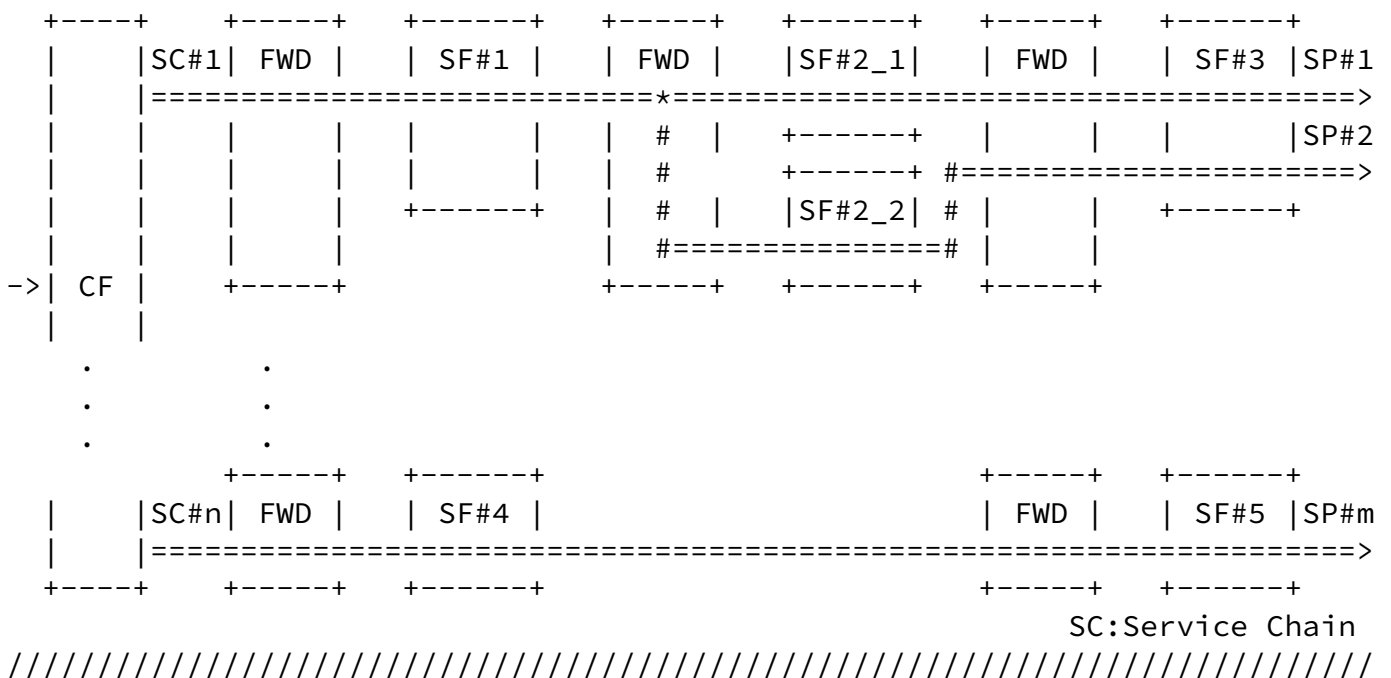 +----+    +-----+   +------+   +-----+   +------+   +-----+   +------+
|    |SC#1| FWD |   | SF#1 |   | FWD |   |SF#2_1|   | FWD |   | SF#3 |SP#1
|    |============================*======================================>
|    |    |     |   |      |   |  #  |   +------+   |     |   |      |SP#2
|    |    |     |   |      |   |  #      +------+ #======================>
|    |    |     |   +------+   |  #  |   |SF#2_2| # |     |   +------+
|    |    |     |              |  #===============# |     |
->| CF |    +-----+              +-----+   +------+   +-----+
|    |
.         .
.         .
.         .
+-----+   +------+                        +-----+   +------+
|    |SC#n| FWD |   | SF#4 |                        | FWD |   | SF#5 |SP#m
|    |===================================================================>
+----+    +-----+   +------+                        +-----+   +------+
SC:Service Chain
////////////////////////////////////////////////////////////////////////////